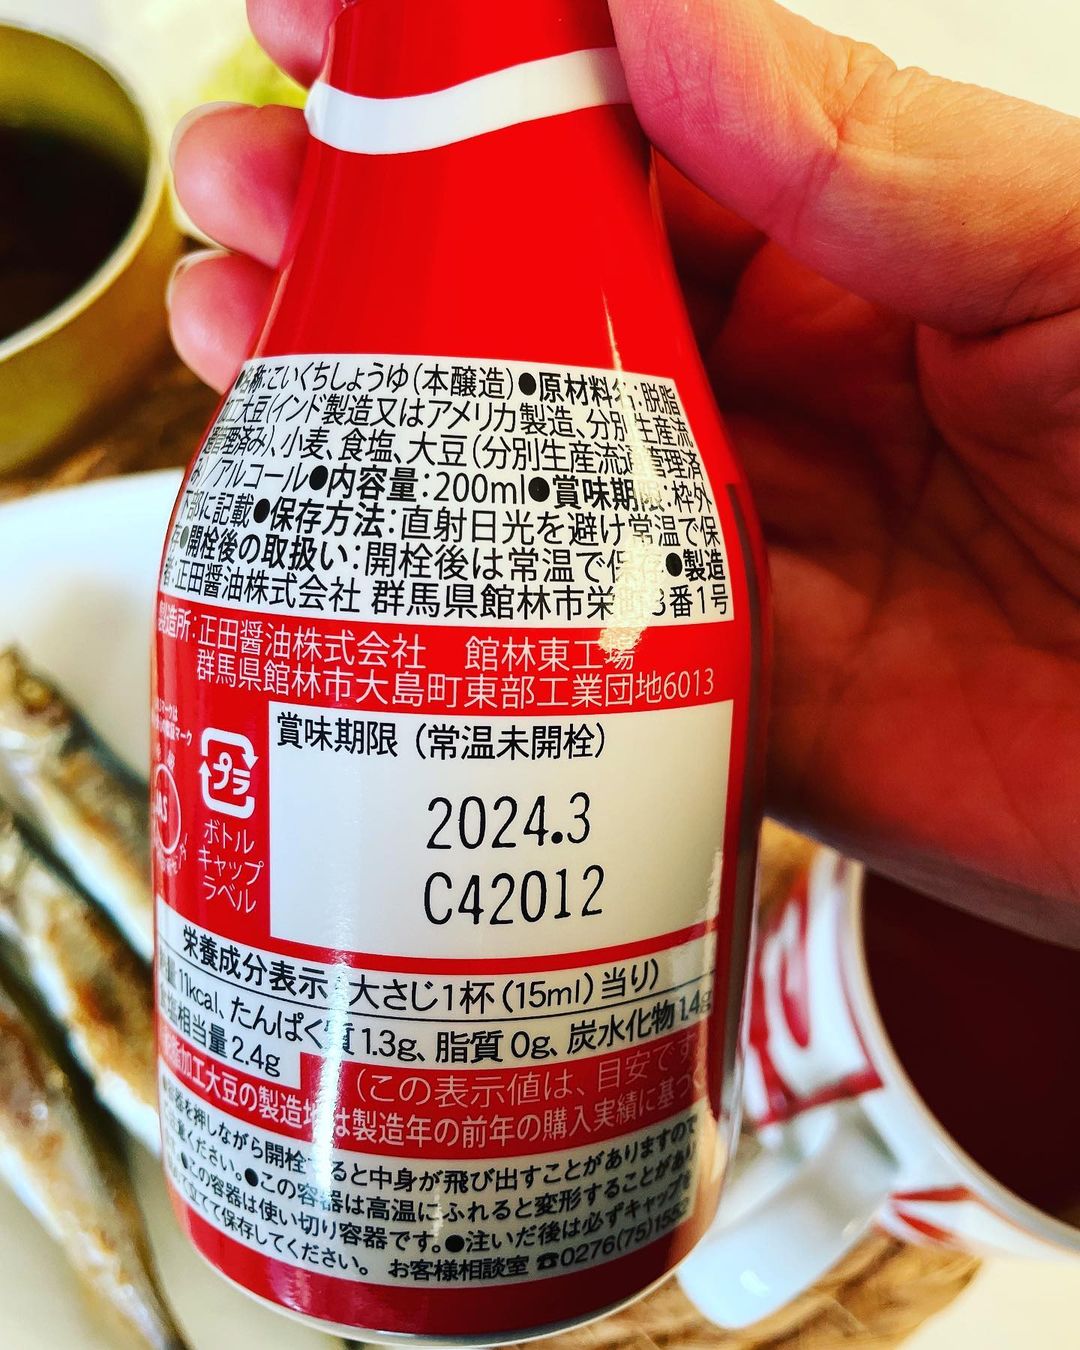 名称:こいくちしょうゆ(本醸造)●原材料名:脱脂
加工大豆(インド製造又はアメリカ製造、分別生産流
通管理済み)、小麦、食塩、大豆(分別生産流通管理済
み)/アルコール●内容量:200ml●賞味期限:枠外
下部に記載●保存方法:直射日光を避け常温で保
存●開栓後の取扱い:開栓後は常温で保存●製造
者:正田醤油株式会社 群馬県館林市栄町3番1号
製造所:正田醤油株式会社 館林東工場
群馬県館林市大島町東部工業団地6013
賞味期限(常温未開栓)
2024.3
C42012
プラ
ボトル
キャップ
ラベル
JAS
栄養成分表示(大さじ1杯(15ml)当り)
11kcal、たんぱく質1.3g、脂質0g、炭水化物1.4g
相当量2.4g
(この表示値は、目安です
脱脂加工大豆の製造地は製造年の前年の購入実績に基づ
容器を押しながら開栓すると中身が飛び出すことがありますので
ください。●この容器は高温にふれると変形することがあり
●この容器は使い切り容器です。●注いだ後は必ずキャップを
立てて保存してください。 お客様相談室 ☎0276(75)1552